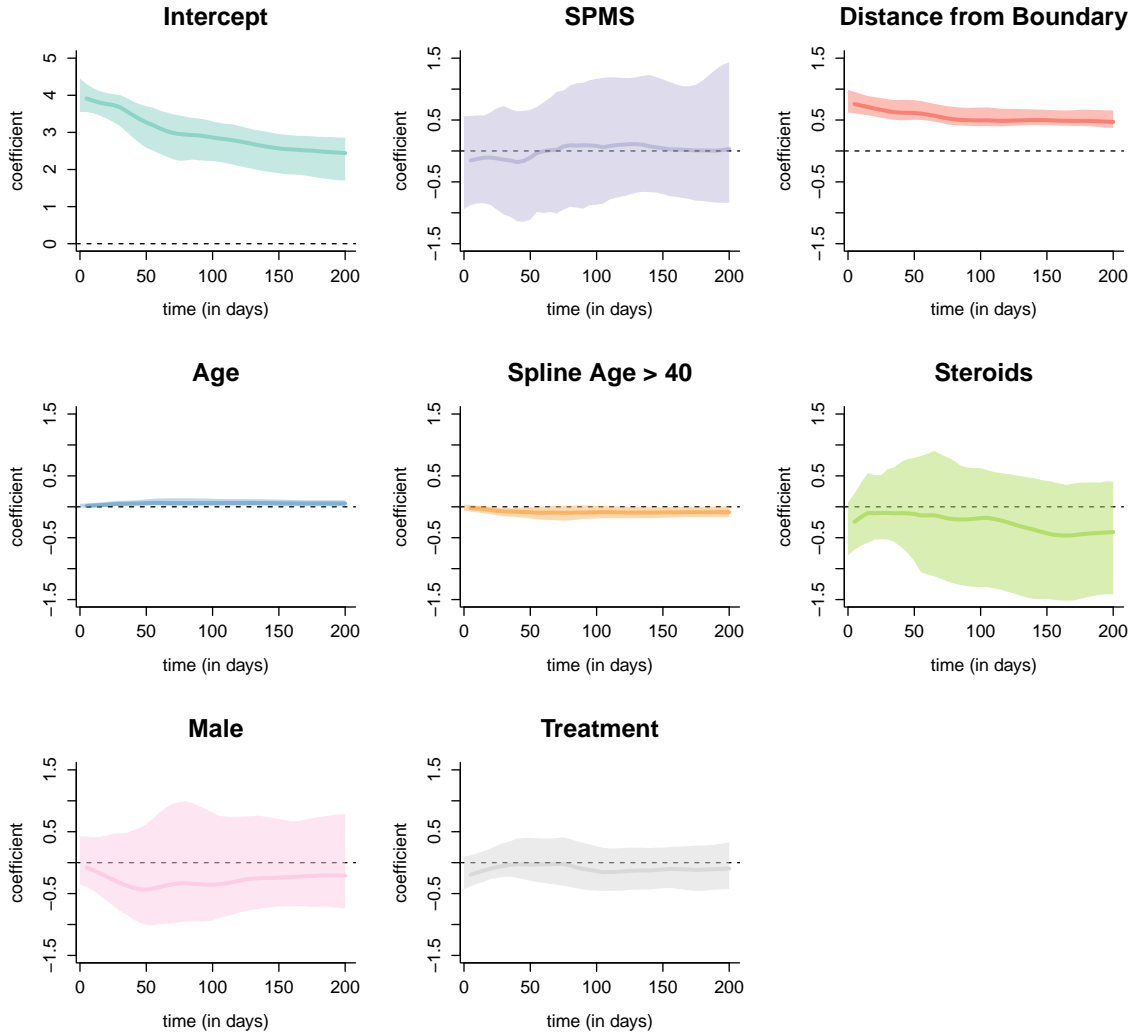 Intercept
SPMS
Distance from Boundary
coefficient
0 1 2 3 4 5
0 50 100 150 200
time (in days)
coefficient
−1.5 −0.5 0.5 1.5
0 50 100 150 200
time (in days)
coefficient
−1.5 −0.5 0.5 1.5
0 50 100 150 200
time (in days)
Age
Spline Age > 40
Steroids
coefficient
−1.5 −0.5 0.5 1.5
0 50 100 150 200
time (in days)
coefficient
−1.5 −0.5 0.5 1.5
0 50 100 150 200
time (in days)
coefficient
−1.5 −0.5 0.5 1.5
0 50 100 150 200
time (in days)
Male
Treatment
coefficient
−1.5 −0.5 0.5 1.5
0 50 100 150 200
time (in days)
coefficient
−1.5 −0.5 0.5 1.5
0 50 100 150 200
time (in days)